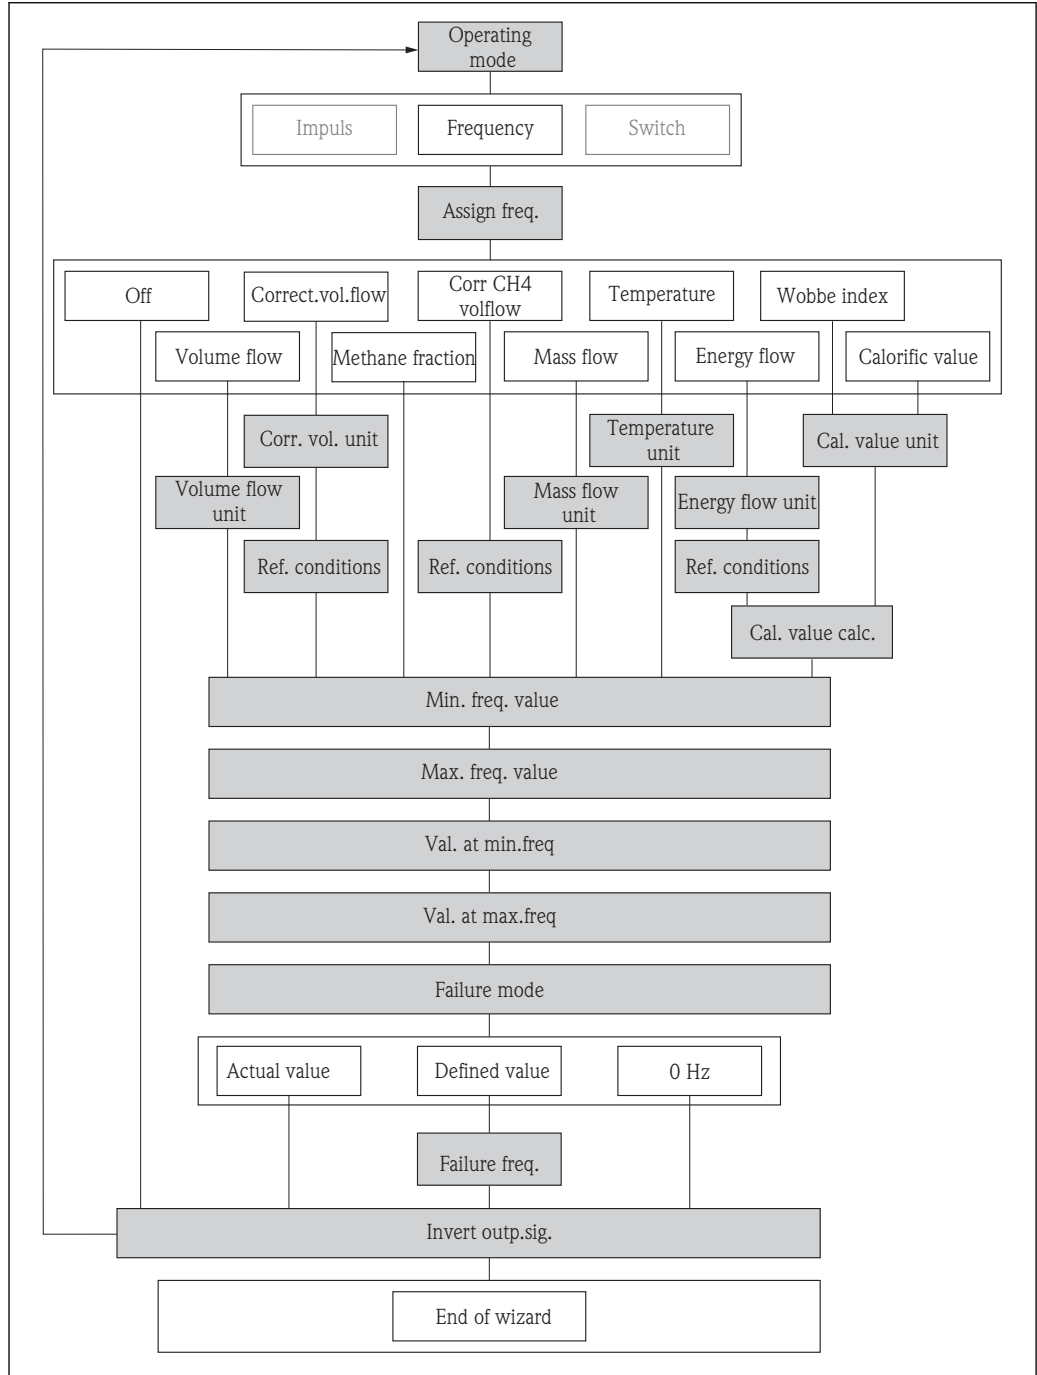 Operating
mode
Impuls
Frequency
Switch
Assign freq.
Off
Correct.vol.flow
Corr CH4
volflow
Temperature
Wobbe index
Volume flow
Methane fraction
Mass flow
Energy flow
Calorific value
Corr. vol. unit
Temperature
unit
Cal. value unit
Volume flow
unit
Mass flow
unit
Energy flow unit
Ref. conditions
Ref. conditions
Ref. conditions
Cal. value calc.
Min. freq. value
Max. freq. value
Val. at min.freq
Val. at max.freq
Failure mode
Actual value
Defined value
0 Hz
Failure freq.
Invert outp.sig.
End of wizard